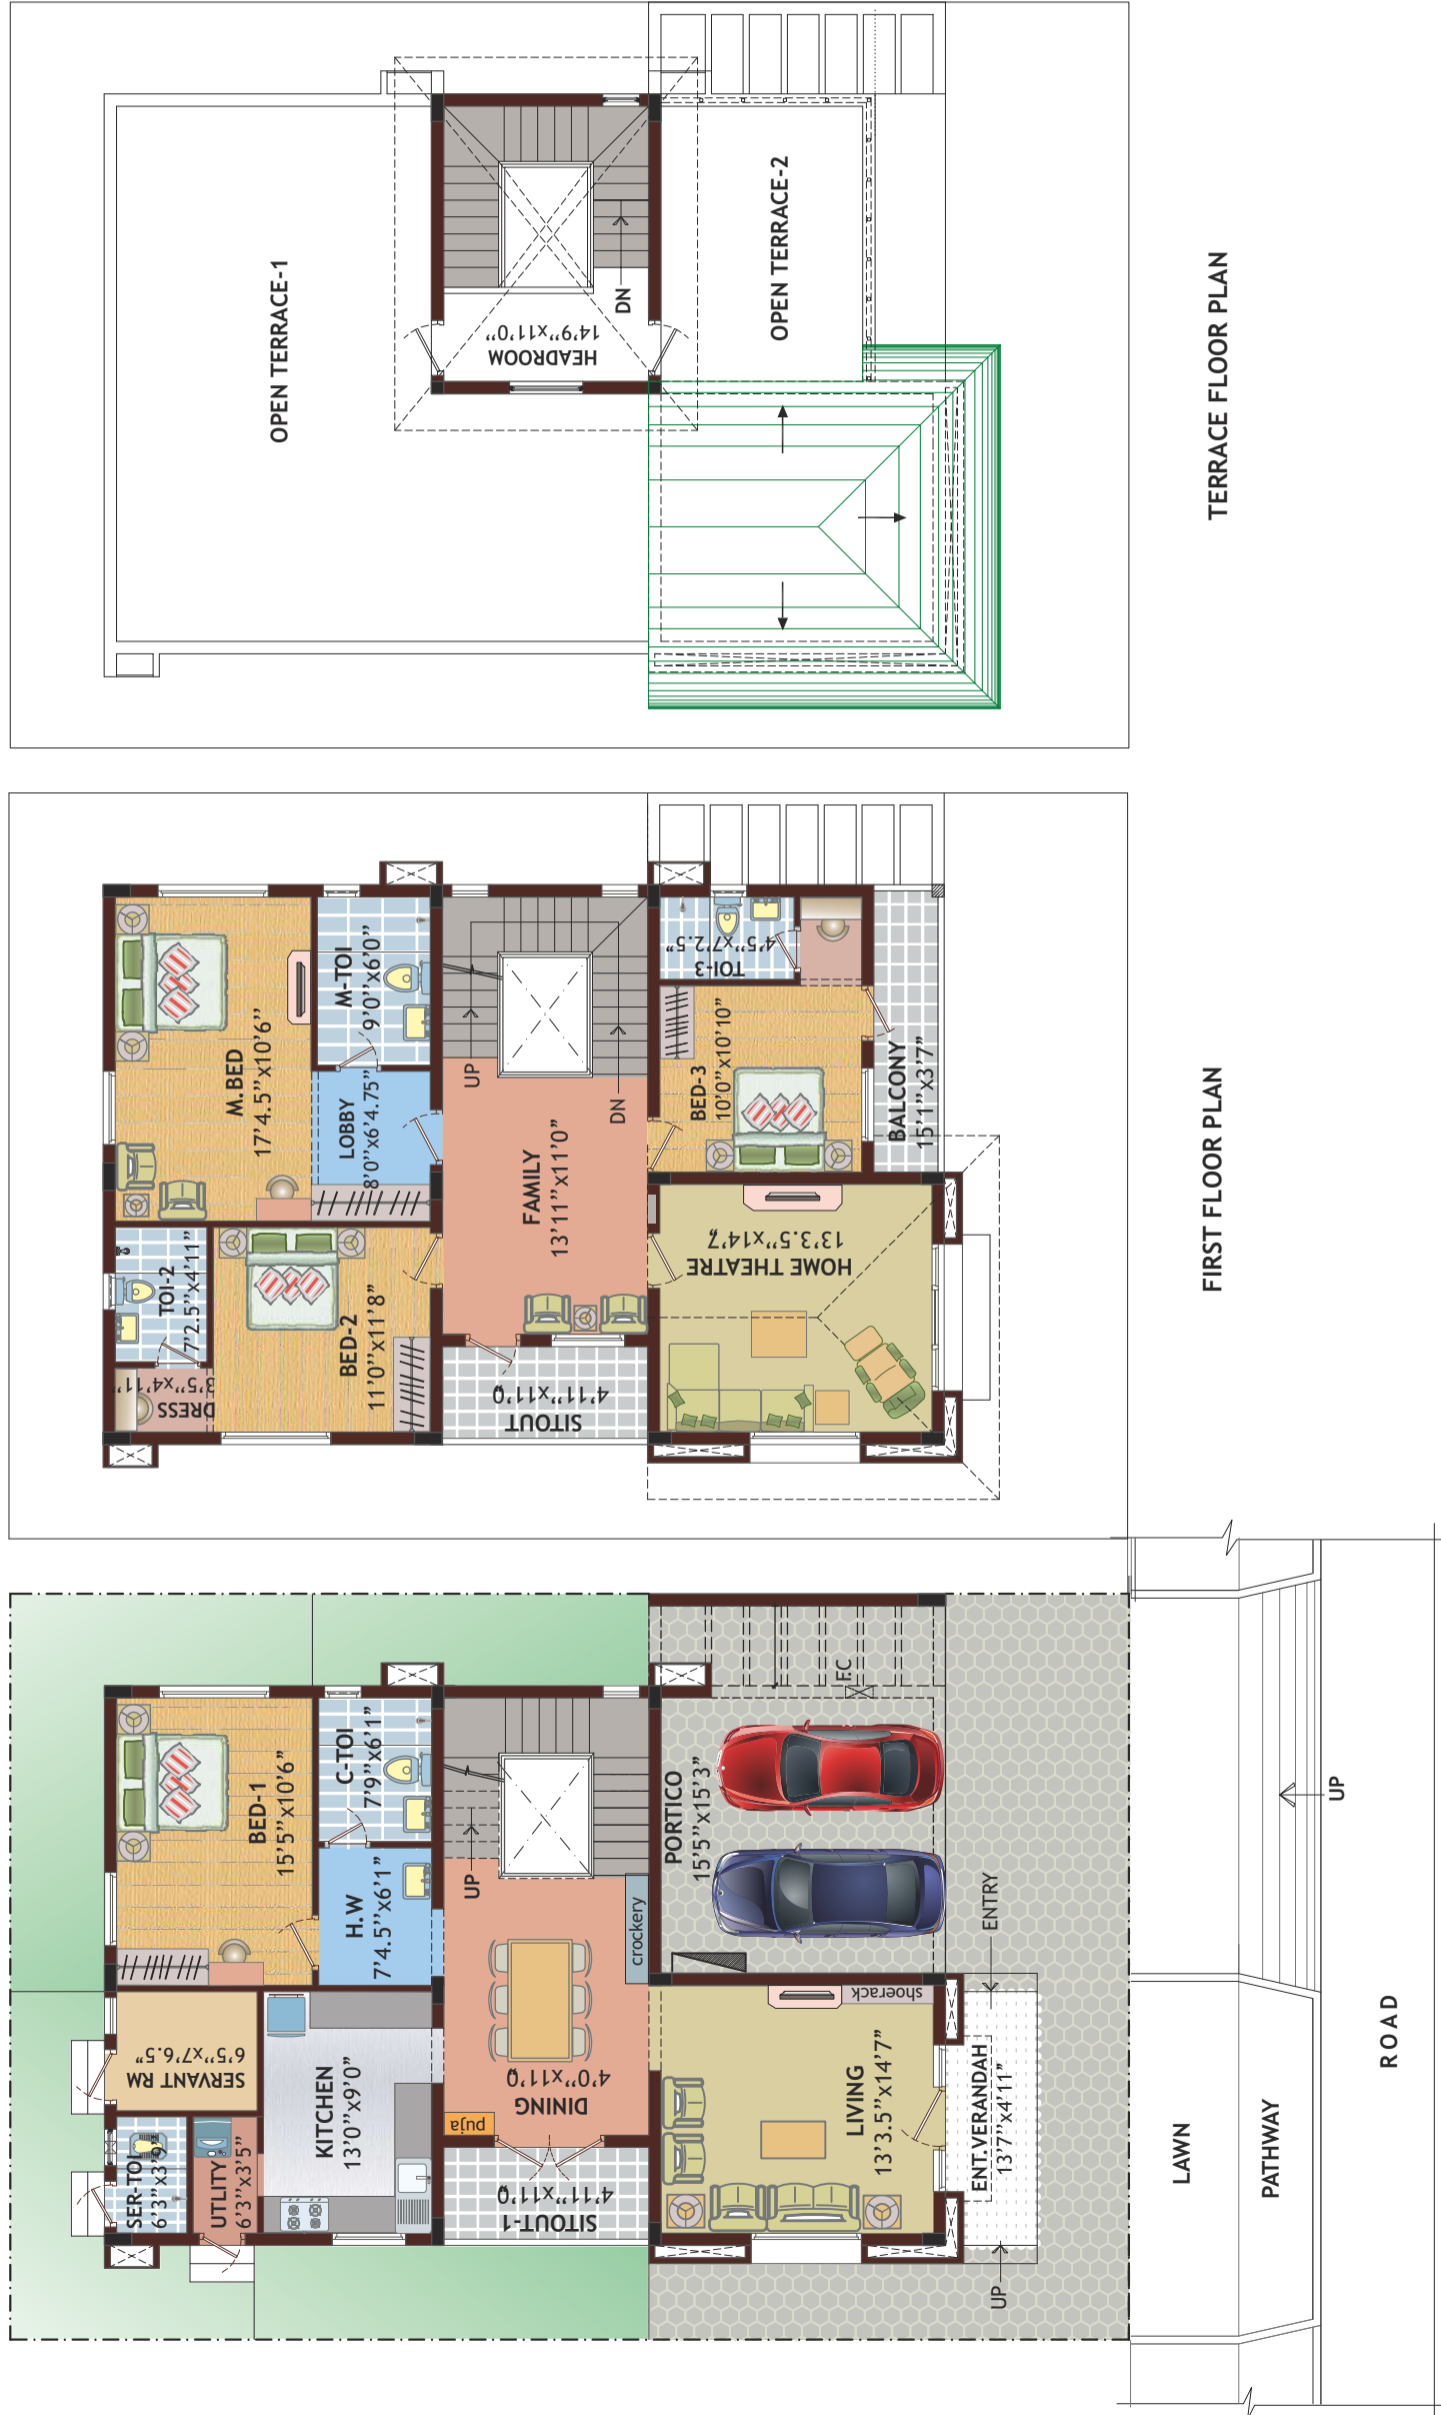 OPEN TERRACE-1
HEADROOM
14'9"x11'0"
DN
OPEN TERRACE-2
TERRACE FLOOR PLAN
M.BED
17'4.5"x10'6"
M-TOI
9'0"x6'0"
LOBBY
8'0"x6'4.75"
TOI-2
7'2.5"x4'11"
DRESS
3'5"x4'11"
BED-2
11'0"x11'8"
UP
DN
FAMILY
13'11"x11'0"
SITOUT
4'11"x11'0
TOI-3
4'5"x7'2.5"
BED-3
10'0"x10'10"
BALCONY
15'1"x3'7"
HOME THEATRE
13'3.5"x14'7
FIRST FLOOR PLAN
BED-1
15'5"x10'6"
C-TOI
7'9"x6'1"
H.W
7'4.5"x6'1"
SERVANT RM
6'5"x7'6.5"
SER-TOI
6'3"x3'9
UTLITY
6'3"x3'5"
KITCHEN
13'0"x9'0"
UP
crockery
DINING
4'0"x11'0
puja
SITOUT-1
4'11"x11'0
PORTICO
15'5"x15'3"
F.C
shoerack
LIVING
13'3.5"x14'7"
ENTRY
ENT.VERANDAH
13'7"x4'11"
UP
LAWN
PATHWAY
UP
ROAD